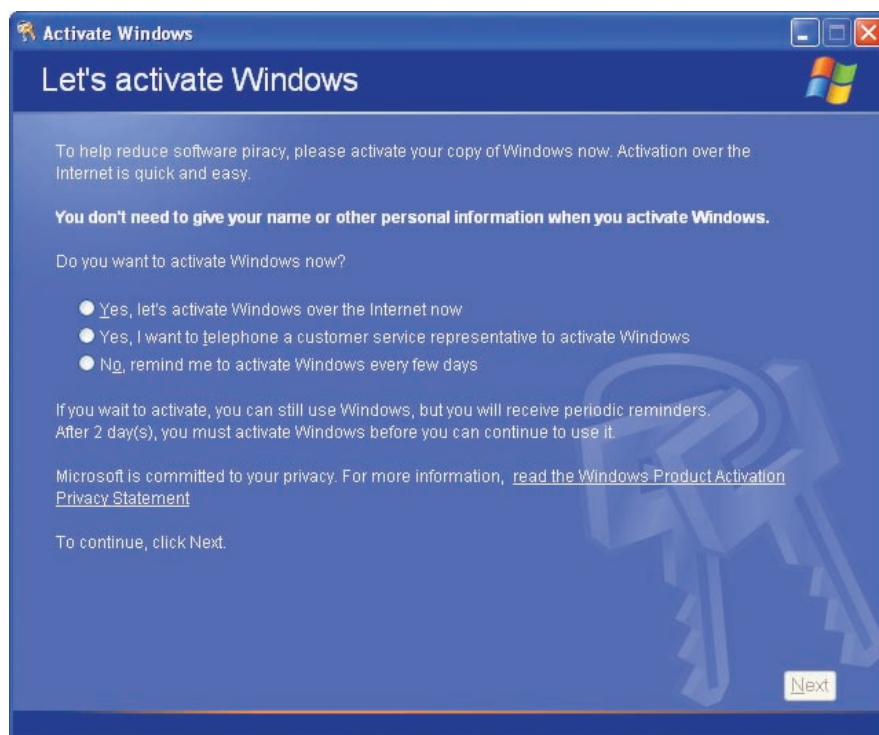 Activate Windows
Let's activate Windows
To help reduce software piracy, please activate your copy of Windows now. Activation over the
Internet is quick and easy.
You don't need to give your name or other personal information when you activate Windows.
Do you want to activate Windows now?
Yes, let's activate Windows over the Internet now
Yes, I want to telephone a customer service representative to activate Windows
No, remind me to activate Windows every few days
If you wait to activate, you can still use Windows, but you will receive periodic reminders.
After 2 day(s), you must activate Windows before you can continue to use it.
Microsoft is committed to your privacy. For more information, read the Windows Product Activation
Privacy Statement
To continue, click Next.
Next